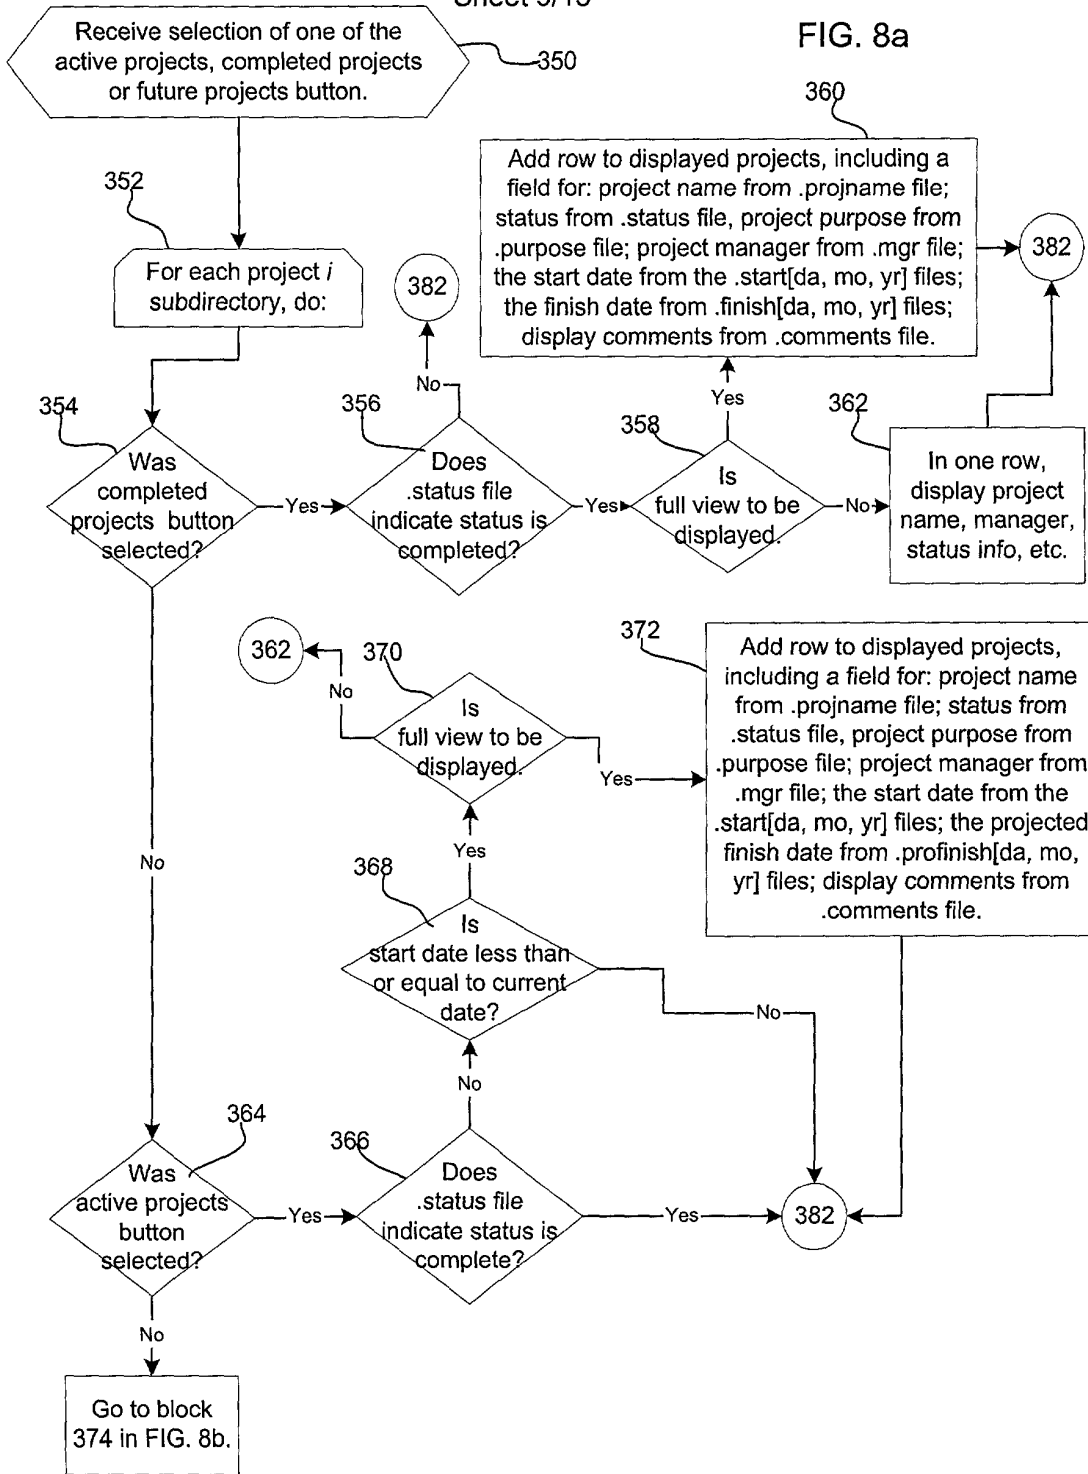 Sheet 9/13
FIG. 8a
Receive selection of one of the
active projects, completed projects
or future projects button.
350
352
For each project i
subdirectory, do:
360
Add row to displayed projects, including a
field for: project name from .projname file;
status from .status file, project purpose from
.purpose file; project manager from .mgr file;
the start date from the .start[da, mo, yr] files;
the finish date from .finish[da, mo, yr] files;
display comments from .comments file.
382
382
No
354
Was
completed
projects button
selected?
Yes
356
Does
.status file
indicate status is
completed?
Yes
358
Is
full view to be
displayed.
Yes
No
362
In one row,
display project
name, manager,
status info, etc.
362
No
370
Is
full view to be
displayed.
Yes
372
Add row to displayed projects,
including a field for: project name
from .projname file; status from
.status file, project purpose from
.purpose file; project manager from
.mgr file; the start date from the
.start[da, mo, yr] files; the projected
finish date from .profinish[da, mo,
yr] files; display comments from
.comments file.
No
Yes
368
Is
start date less than
or equal to current
date?
No
No
364
Was
active projects
button
selected?
Yes
366
Does
.status file
indicate status is
complete?
Yes
382
No
Go to block
374 in FIG. 8b.